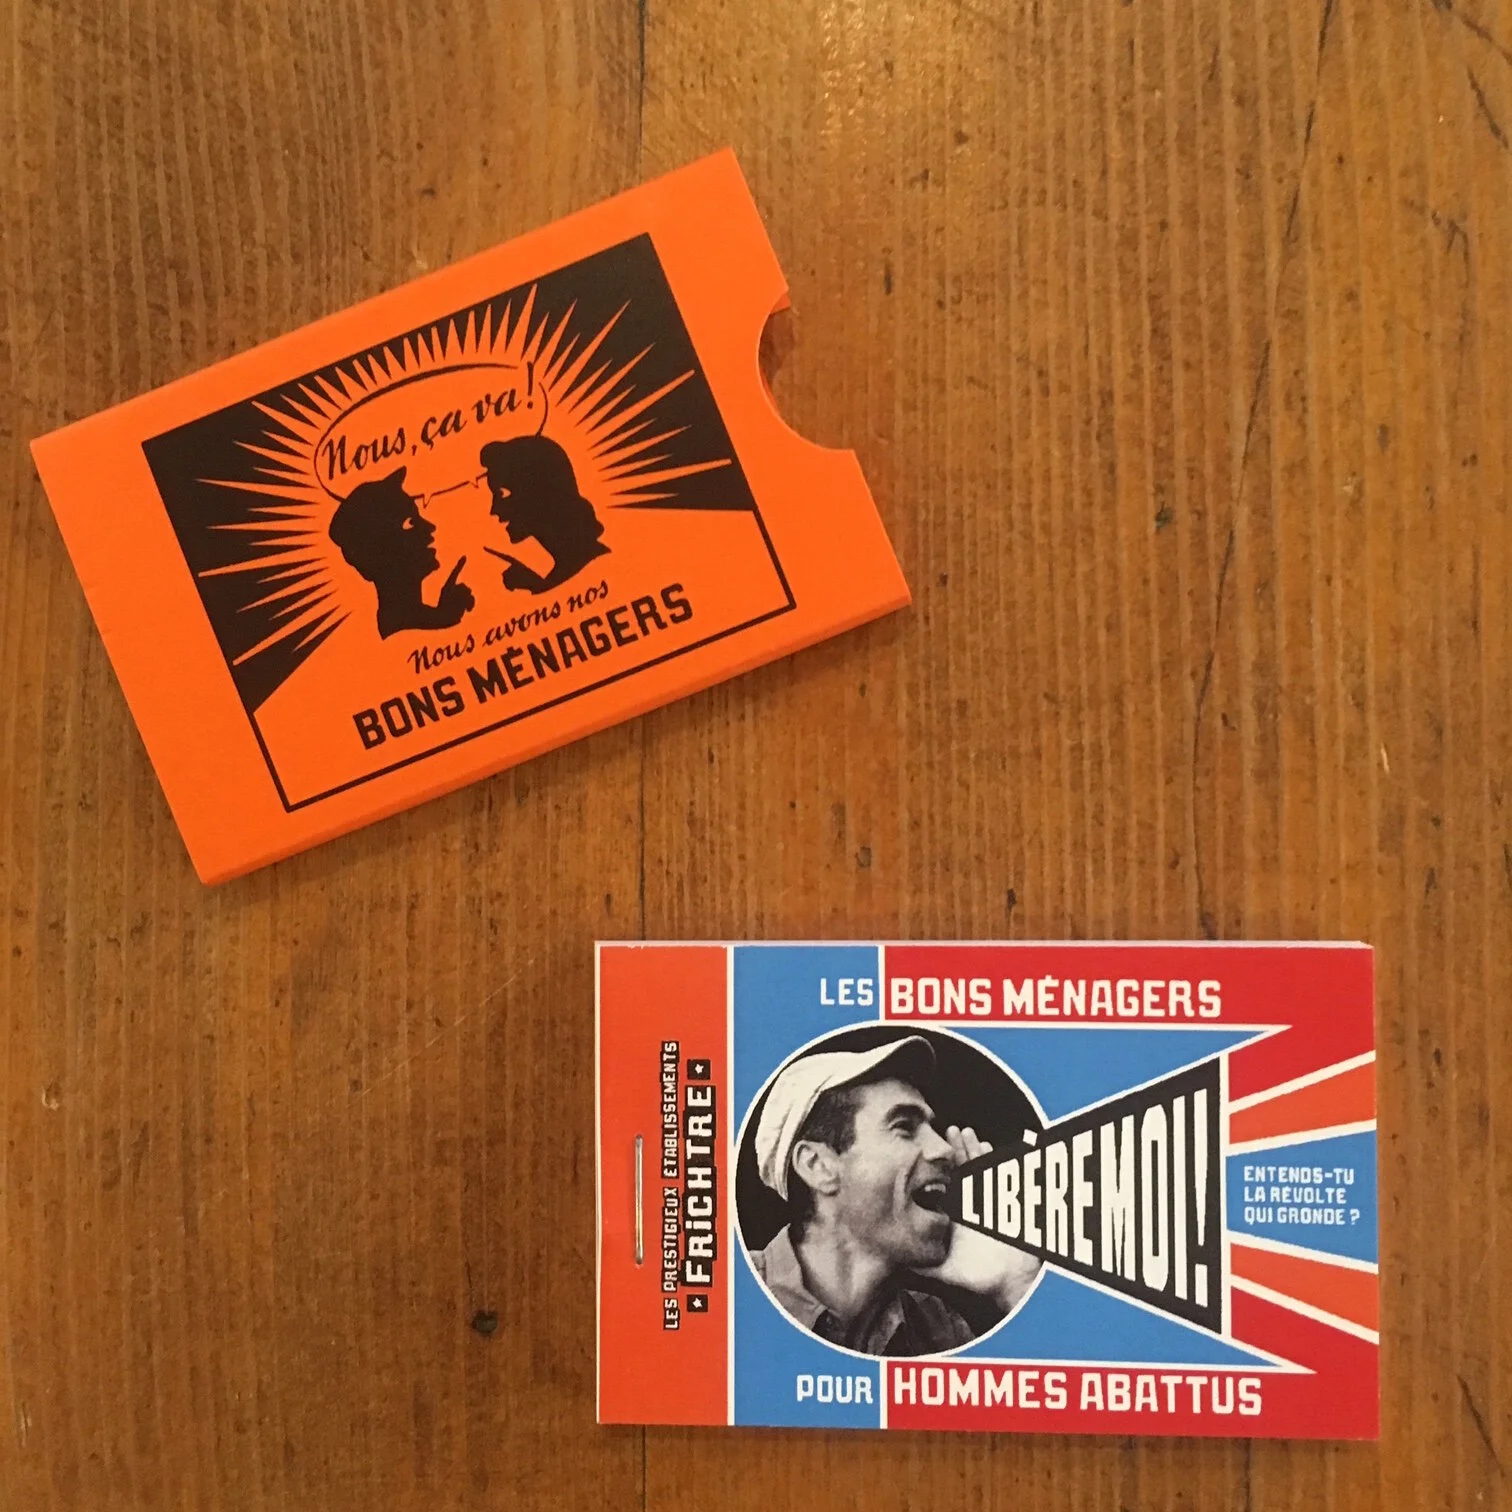 Nous, ça va!
Nous avons nos
BONS MÉNAGERS
LES PRESTIGIEUX ÉTABLISSEMENTS
FRICHTRE
LES BONS MÉNAGERS
LIBÈRE MOI!
ENTENDS-TU
LA RÉVOLTE
QUI GRONDE?
POUR HOMMES ABATTUS